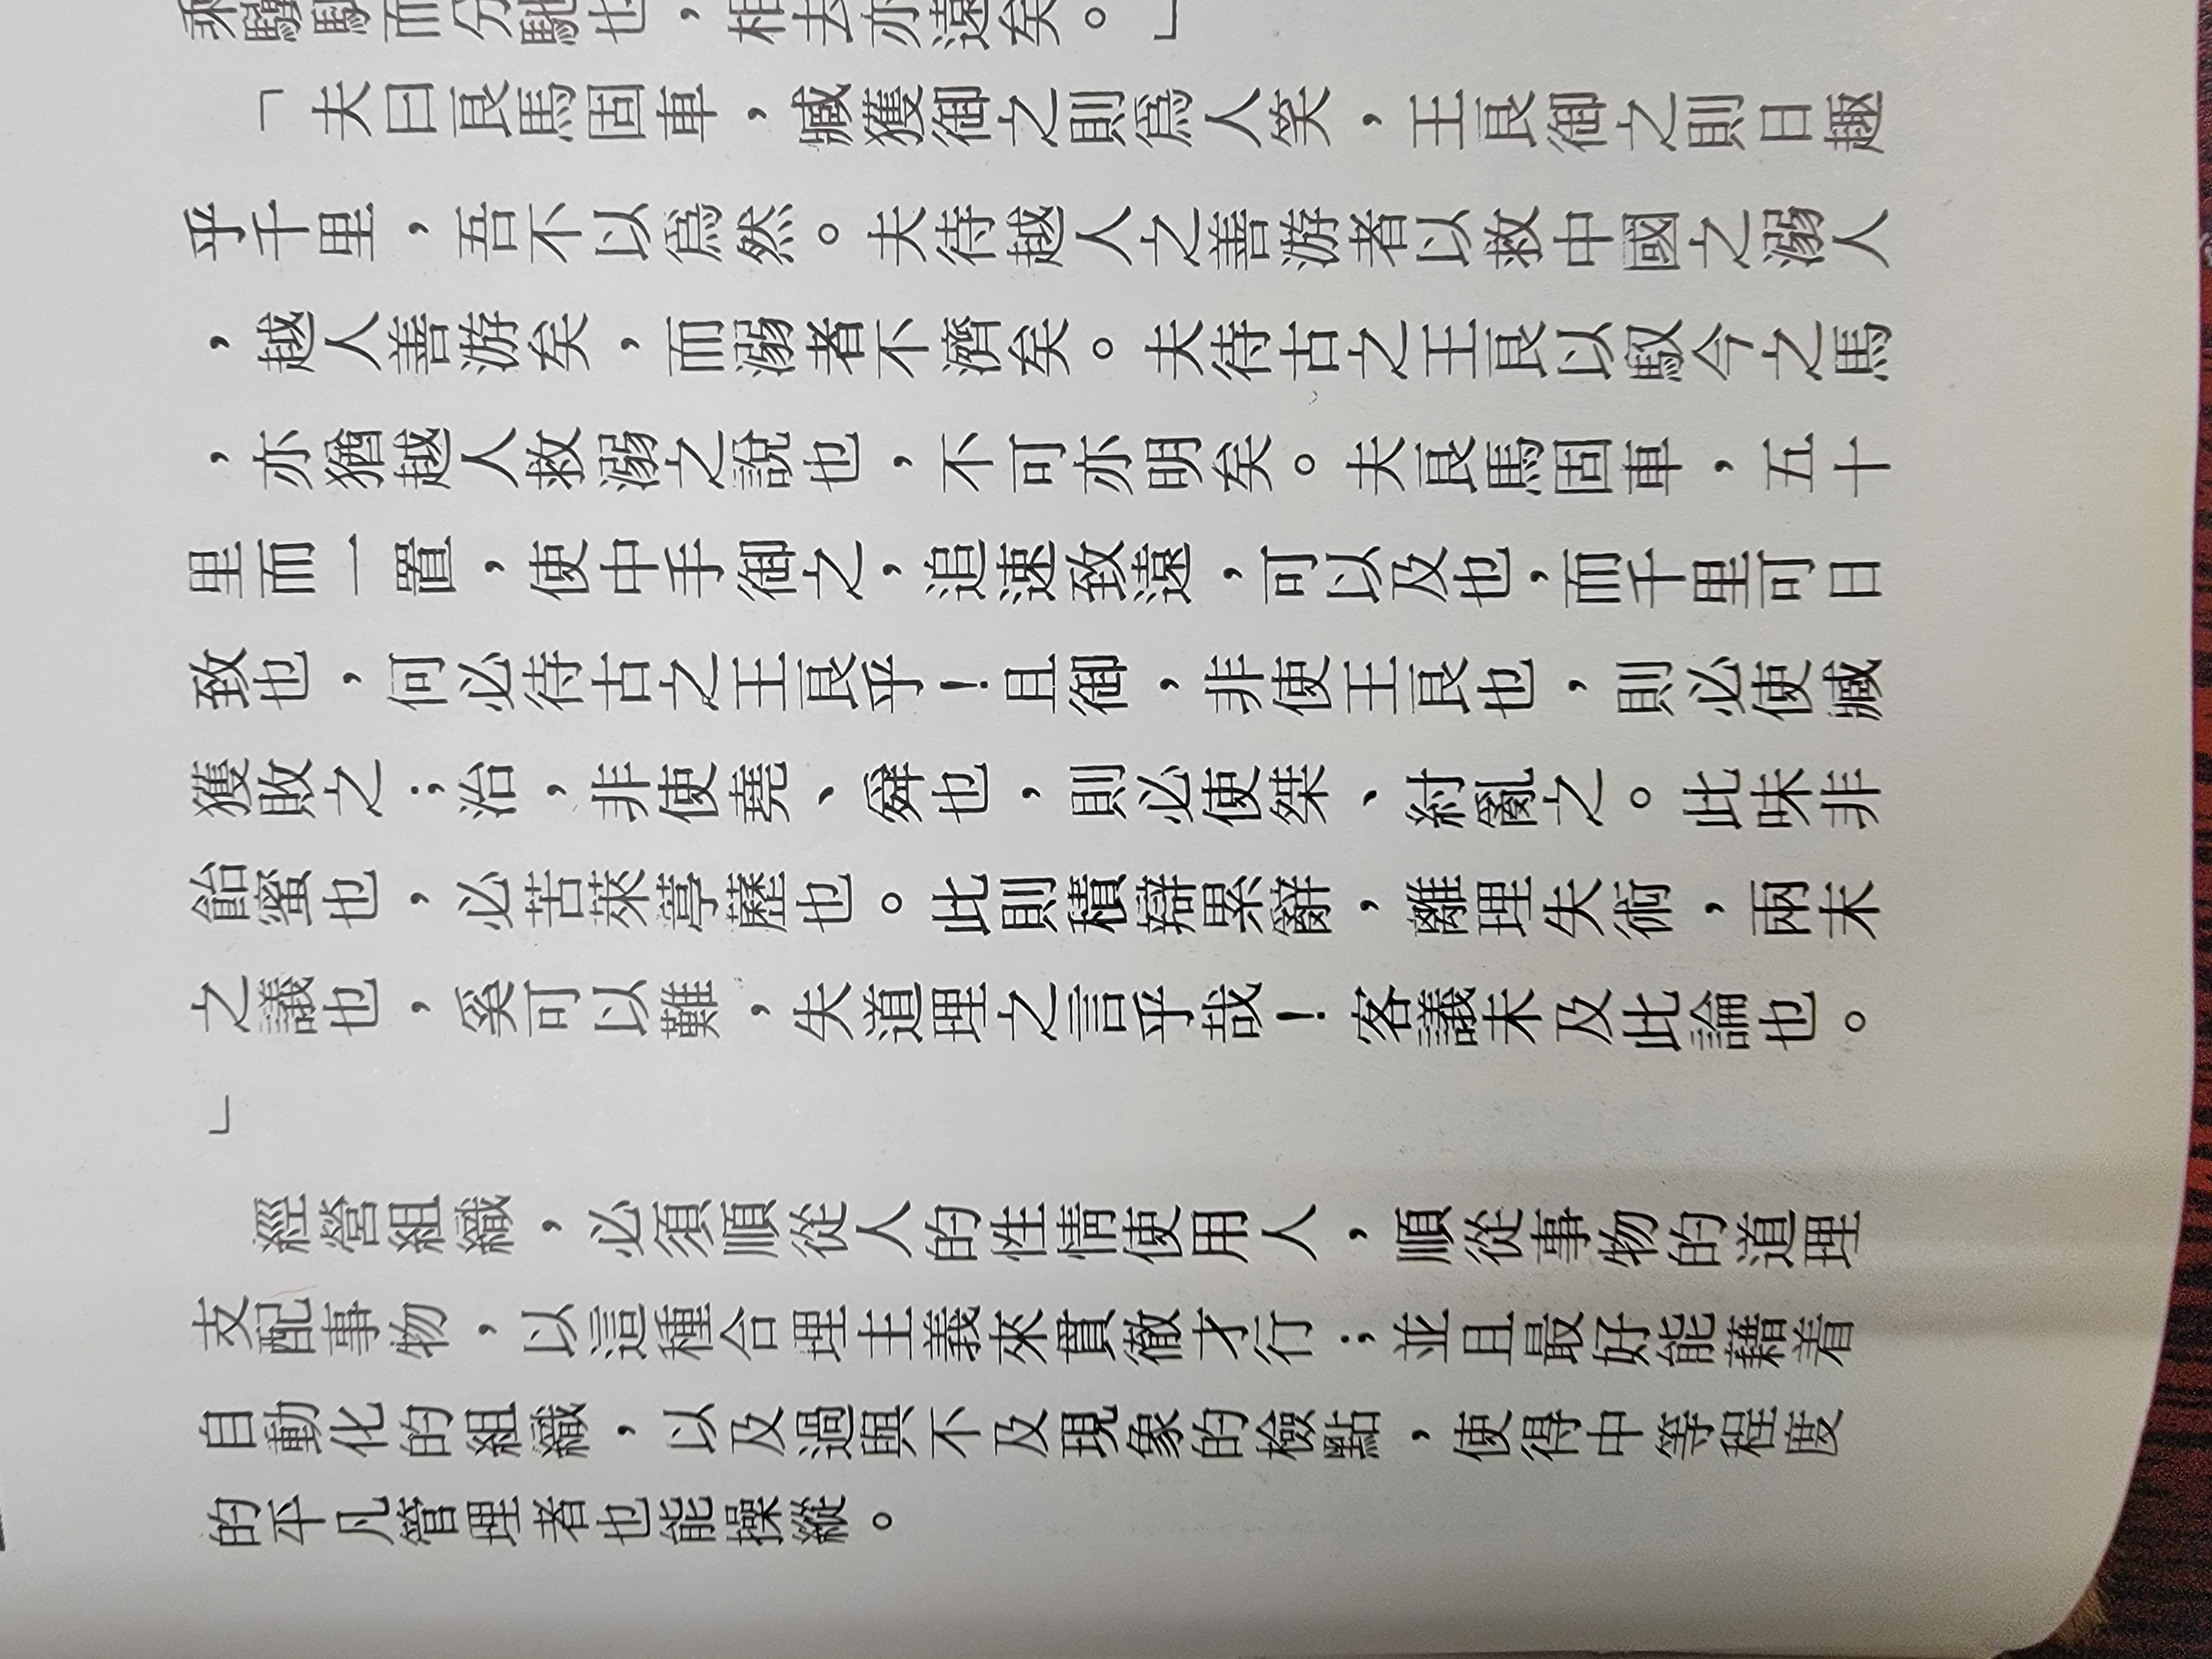 乘驥駬而分馳也，相去亦遠矣。」
「夫曰良馬固車，臧獲御之則爲人笑，王良御之則日趣
乎千里，吾不以爲然。夫待越人之善游者以救中國之溺人
，越人善游矣，而溺者不濟矣。夫待古之王良以馭今之馬
，亦猶越人救溺之說也，不可亦明矣。夫良馬固車，五十
里而一置，使中手御之，追速致遠，可以及也，而千里可日
致也，何必待古之王良乎！且御，非使王良也，則必使臧
獲敗之；治，非使堯、舜也，則必使桀、紂亂之。此味非
飴蜜也，必苦萊葶藶也。此則積辯累辭，離理失術，兩末
之議也，奚可以難，失道理之言乎哉！客議未及此論也。
」
經營組織，必須順從人的性情使用人，順從事物的道理
支配事物，以這種合理主義來貫徹才行；並且最好能藉着
自動化的組織，以及過與不及現象的檢點，使得中等程度
的平凡管理者也能操縱。